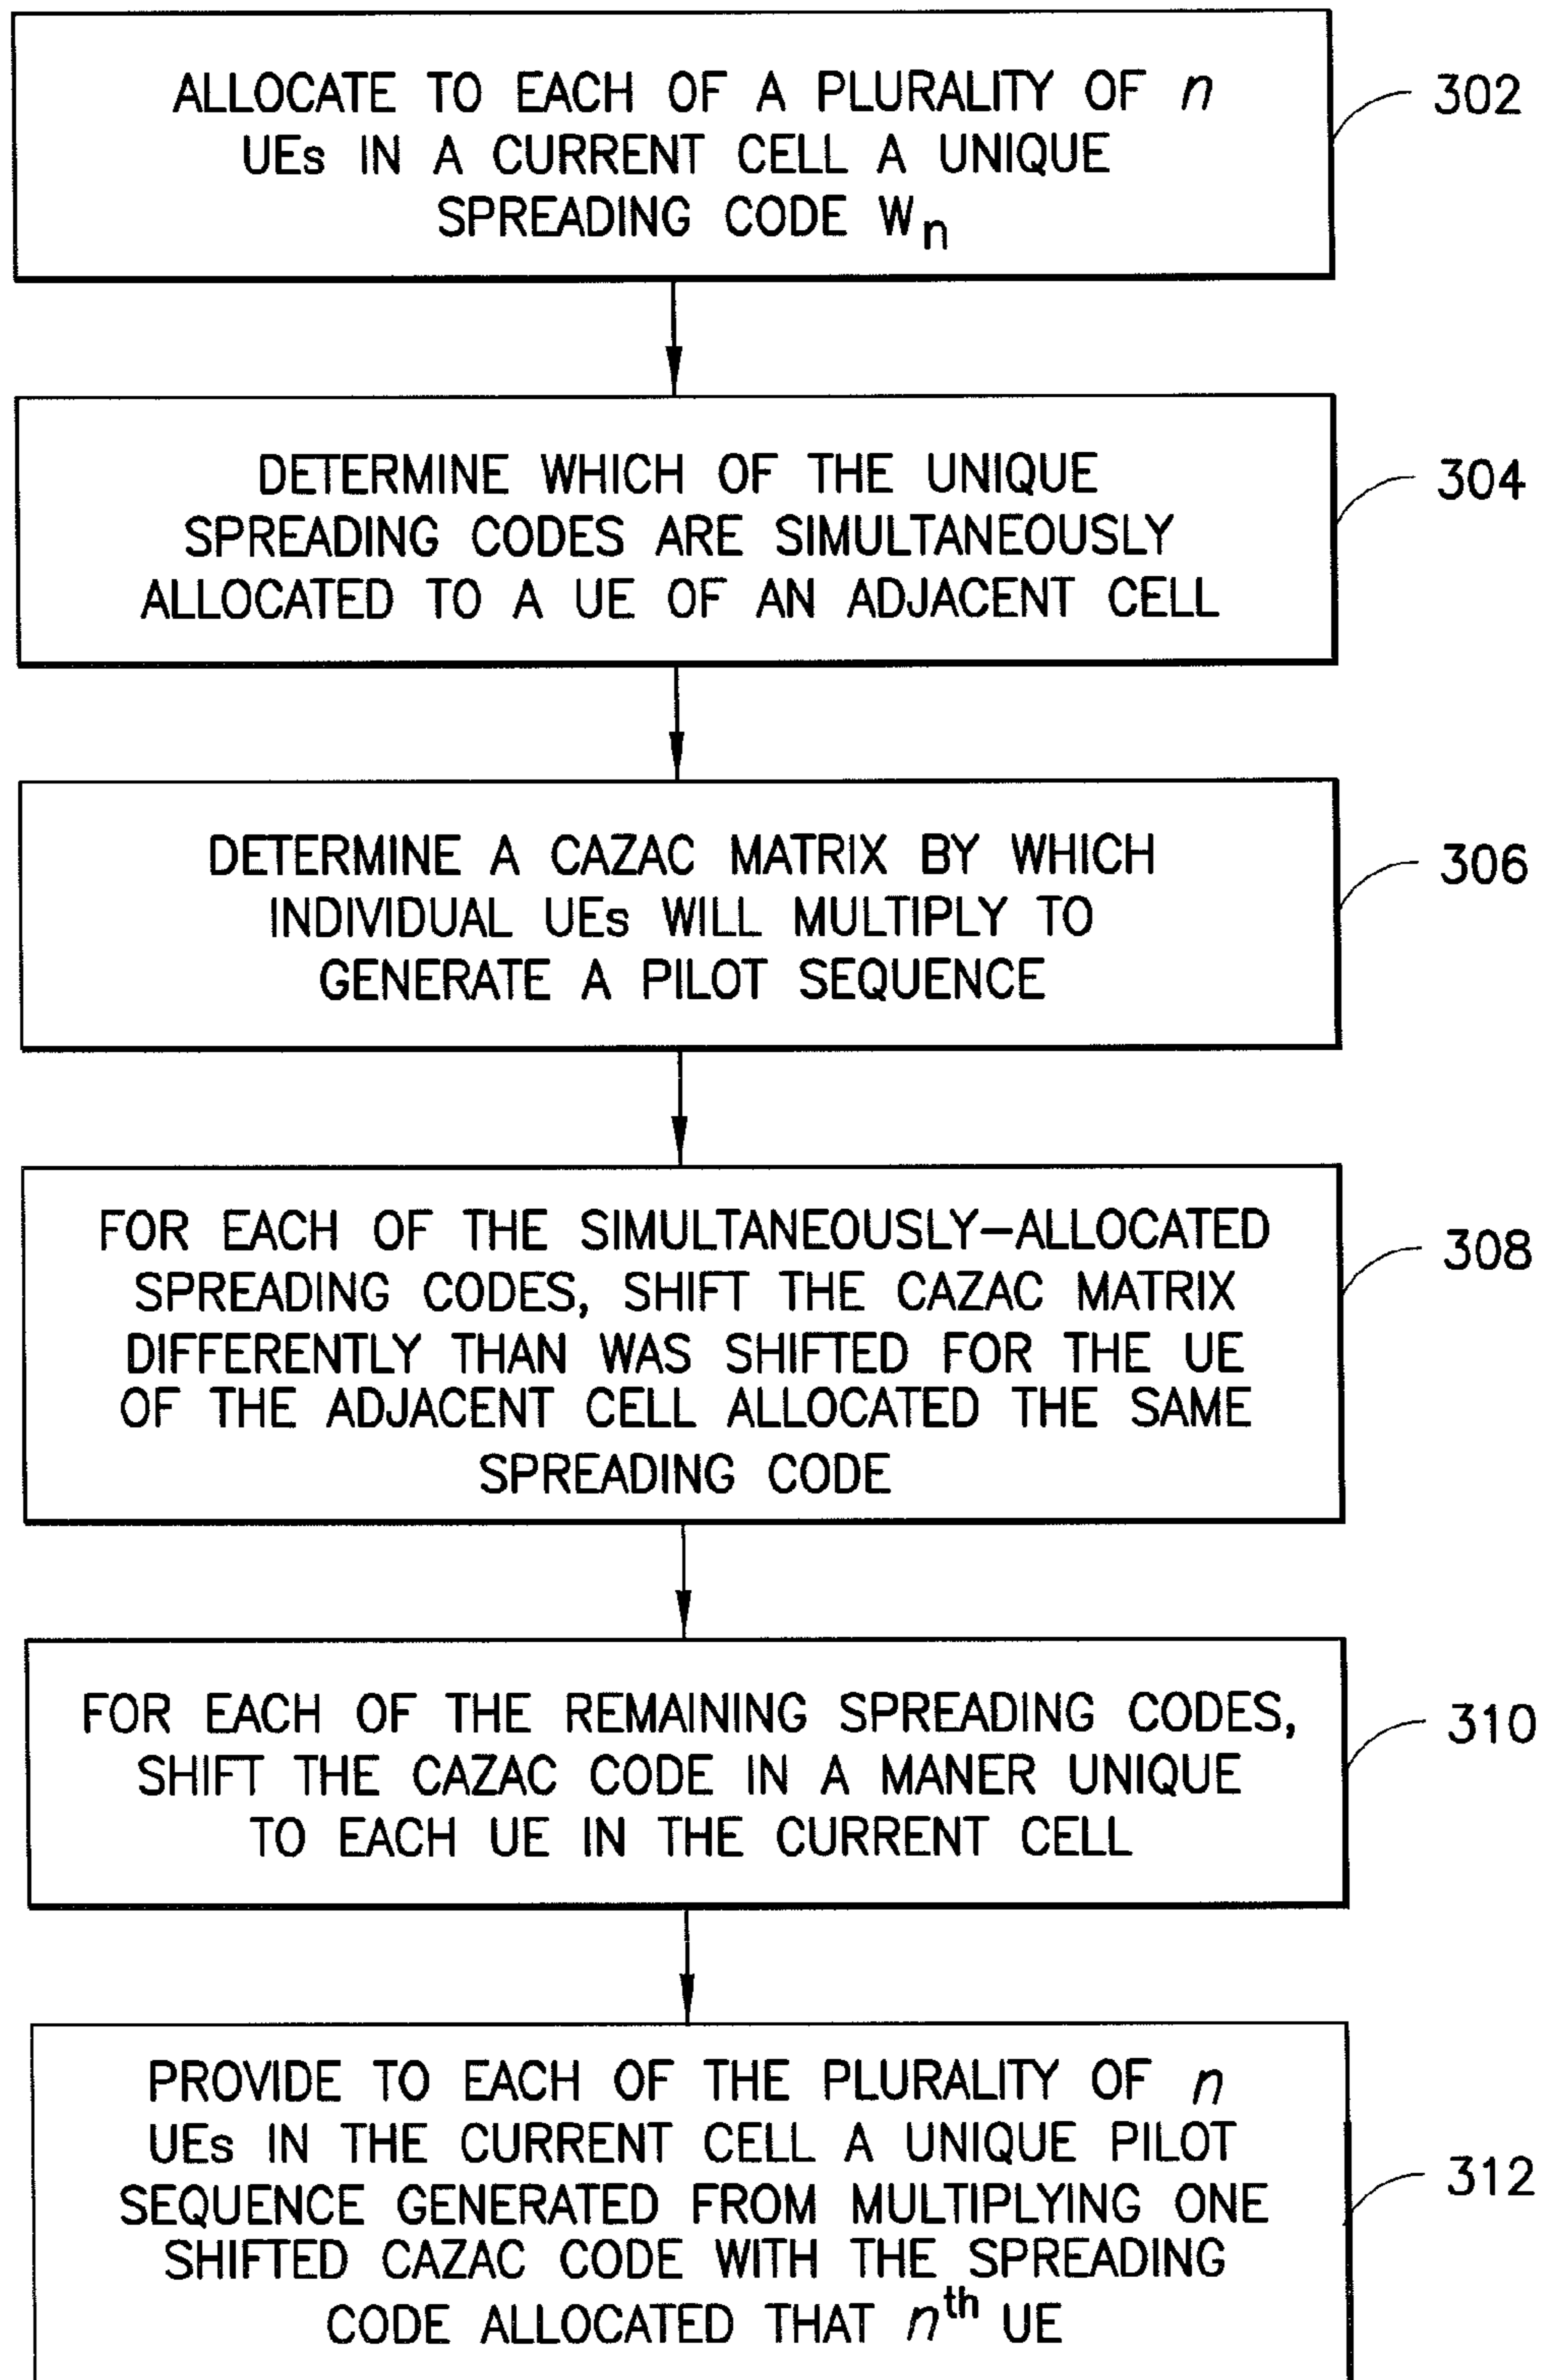 ALLOCATE TO EACH OF A PLURALITY OF n
UEs IN A CURRENT CELL A UNIQUE
SPREADING CODE Wn
302
DETERMINE WHICH OF THE UNIQUE
SPREADING CODES ARE SIMULTANEOUSLY
ALLOCATED TO A UE OF AN ADJACENT CELL
304
DETERMINE A CAZAC MATRIX BY WHICH
INDIVIDUAL UEs WILL MULTIPLY TO
GENERATE A PILOT SEQUENCE
306
FOR EACH OF THE SIMULTANEOUSLY-ALLOCATED
SPREADING CODES, SHIFT THE CAZAC MATRIX
DIFFERENTLY THAN WAS SHIFTED FOR THE UE
OF THE ADJACENT CELL ALLOCATED THE SAME
SPREADING CODE
308
FOR EACH OF THE REMAINING SPREADING CODES,
SHIFT THE CAZAC CODE IN A MANER UNIQUE
TO EACH UE IN THE CURRENT CELL
310
PROVIDE TO EACH OF THE PLURALITY OF n
UEs IN THE CURRENT CELL A UNIQUE PILOT
SEQUENCE GENERATED FROM MULTIPLYING ONE
SHIFTED CAZAC CODE WITH THE SPREADING
CODE ALLOCATED THAT nth UE
312